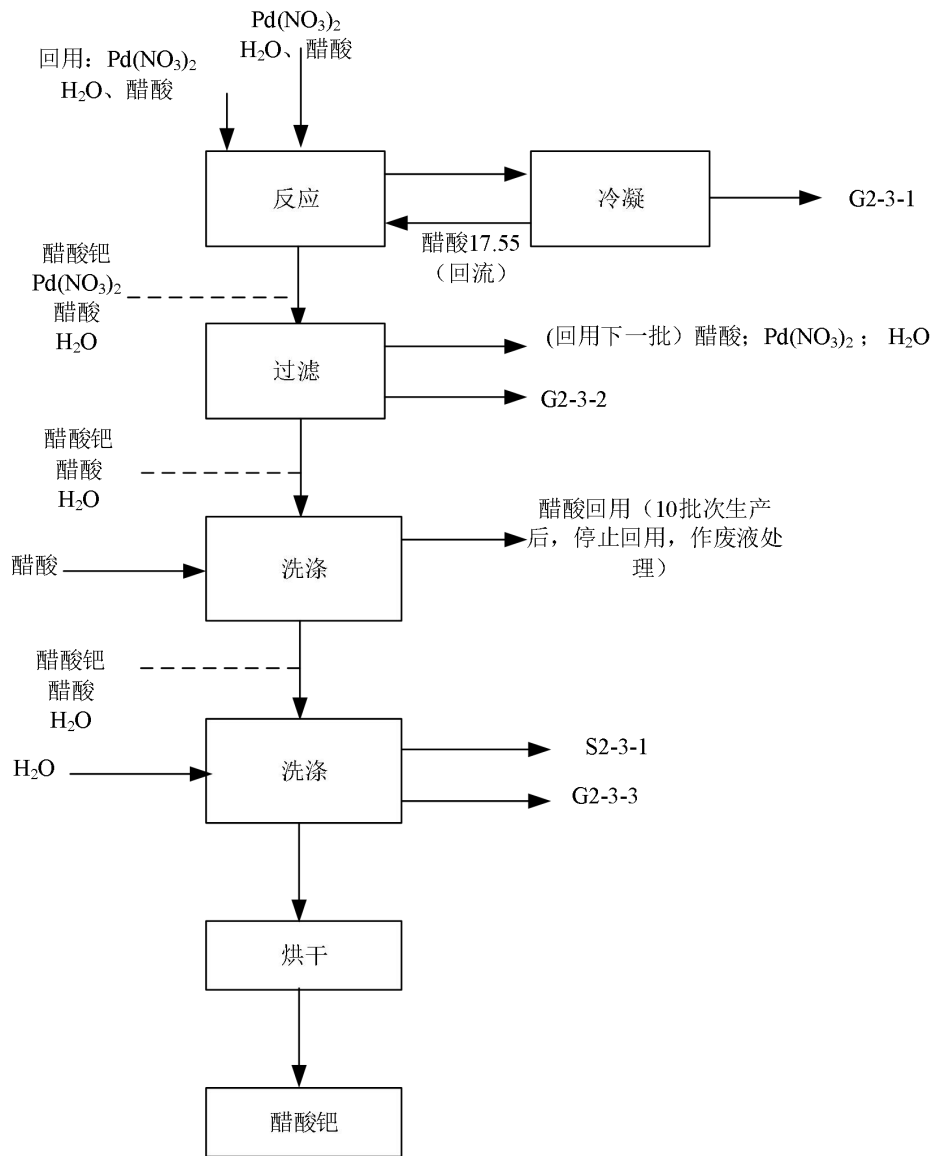 Pd(NO₃)₂
H₂O、醋酸
回用：Pd(NO₃)₂
H₂O、醋酸
反应
冷凝
G2-3-1
醋酸17.55
（回流）
醋酸钯
Pd(NO₃)₂
醋酸
H₂O
过滤
(回用下一批）醋酸；Pd(NO₃)₂； H₂O
G2-3-2
醋酸钯
醋酸
H₂O
醋酸回用（10批次生产
后，停止回用，作废液处
理）
醋酸
洗涤
醋酸钯
醋酸
H₂O
H₂O
洗涤
S2-3-1
G2-3-3
烘干
醋酸钯